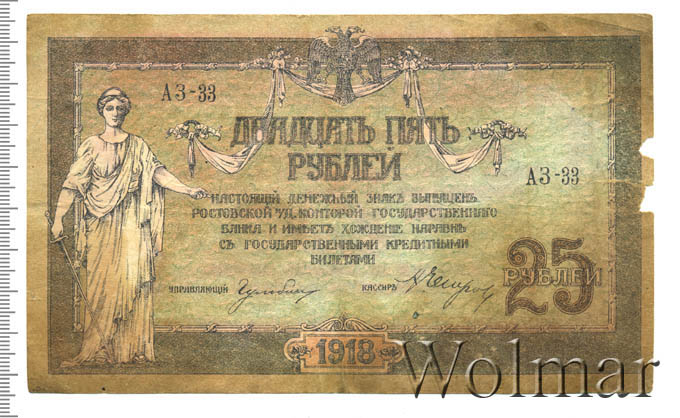 АЗ-33
ДВАДЦАТЬ ПЯТЬ
РУБЛЕЙ
АЗ-33
НАСТОЯЩІЙ ДЕНЕЖНЫЙ ЗНАКЪ ВЫПУЩЕНЪ
РОСТОВСКОЙ н/Д. КОНТОРОЙ ГОСУДАРСТВЕННАГО
БАНКА И ИМѢЕТЪ ХОЖДЕНІЕ НАРАВНѢ
СЪ ГОСУДАРСТВЕННЫМИ КРЕДИТНЫМИ
БИЛЕТАМИ
25
РУБЛЕЙ
УПРАВЛЯЮЩІЙ
КАССИРЪ
1918
Wolmar